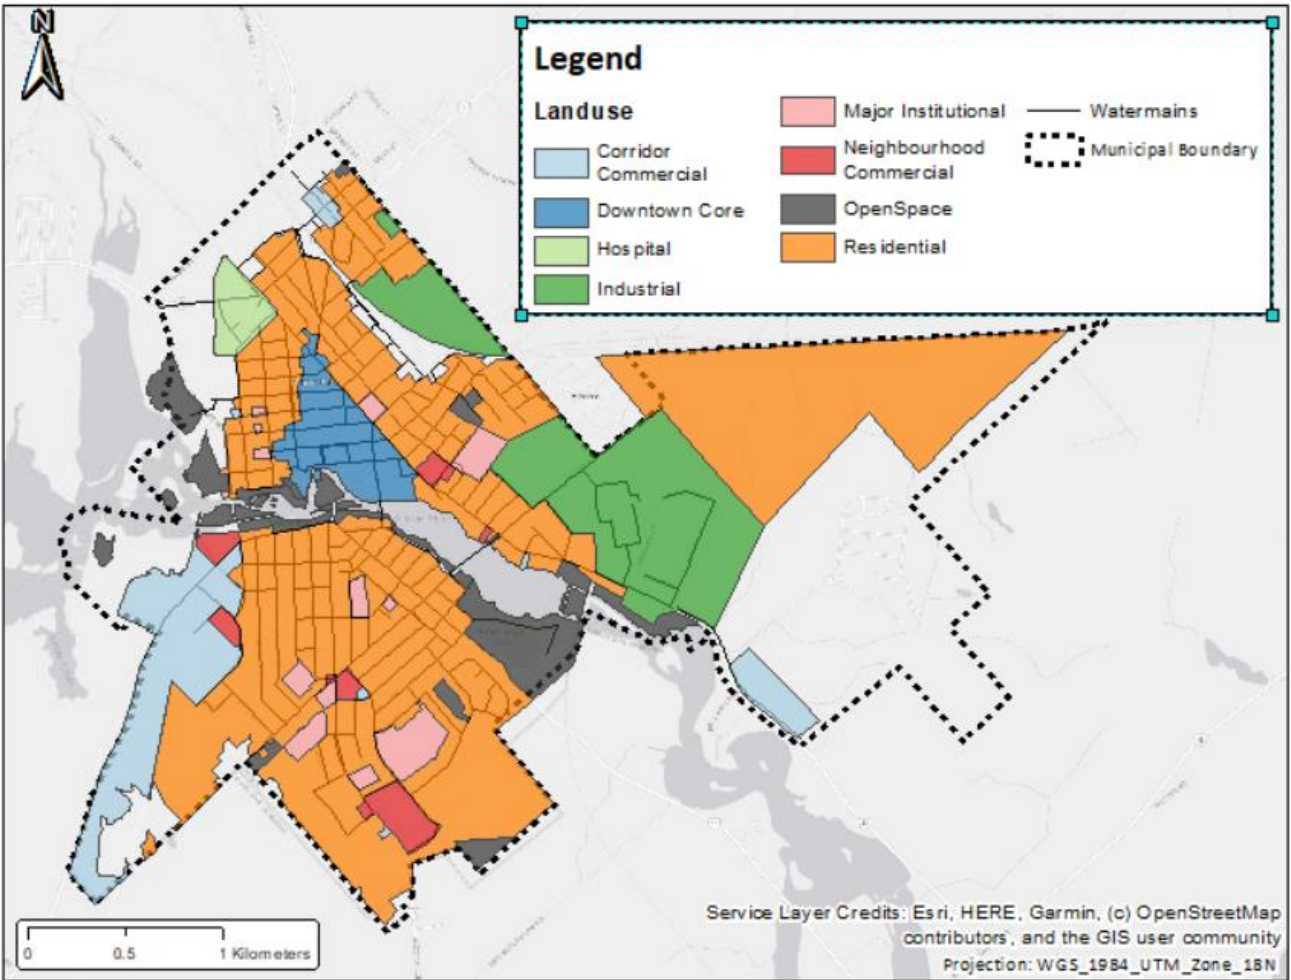 N
Legend
Landuse
Corridor
Commercial
Downtown Core
Hospital
Industrial
Major Institutional
Neighbourhood
Commercial
OpenSpace
Residential
Watermains
Municipal Boundary
0 0.5 1 Kilometers
Service Layer Credits: Esri, HERE, Garmin, (c) OpenStreetMap
contributors, and the GIS user community
Projection: WGS_1984_UTM_Zone_18N